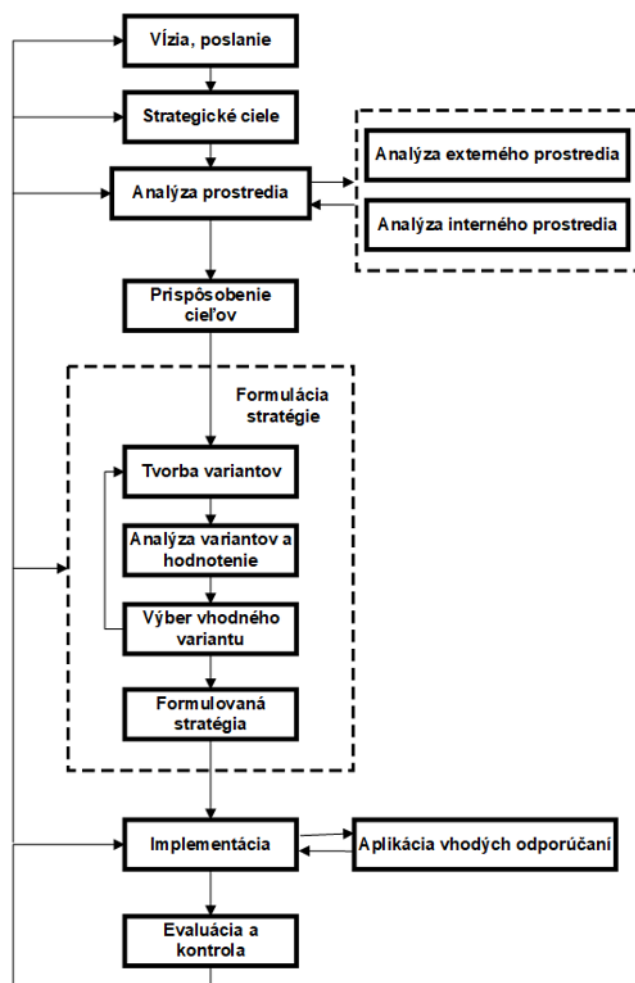 Vízia, poslanie
Strategické ciele
Analýza prostredia
Analýza externého prostredia
Analýza interného prostredia
Prispôsobenie
cieľov
Formulácia
stratégie
Tvorba variantov
Analýza variantov a
hodnotenie
Výber vhodného
variantu
Formulovaná
stratégia
Implementácia
Aplikácia vhodých odporúčaní
Evaluácia a
kontrola